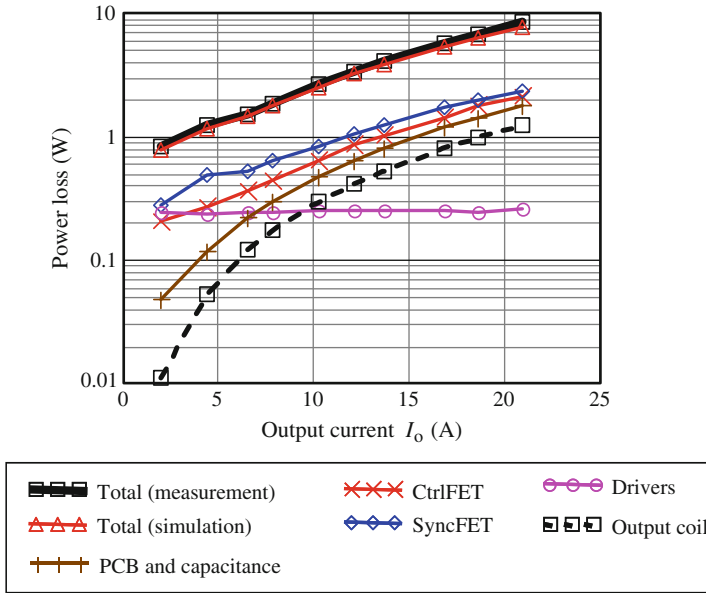 10
1
0.1
0.01
Power loss (W)
0 5 10 15 20 25
Output current Iₒ (A)
Total (measurement)
CtrlFET
Drivers
Total (simulation)
SyncFET
Output coil
PCB and capacitance